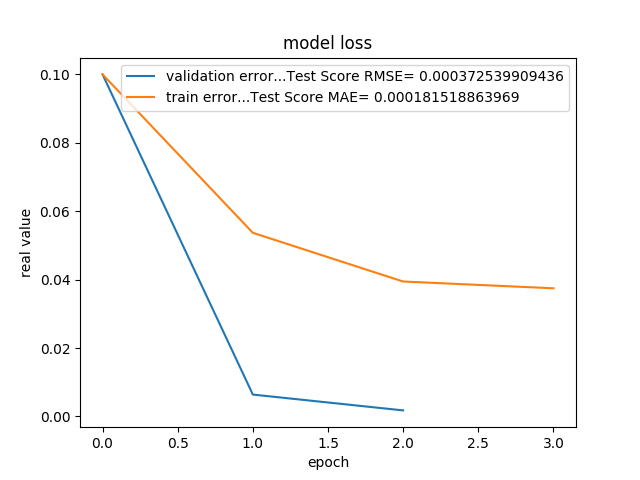 model loss
validation error...Test Score RMSE= 0.000372539909436
train error...Test Score MAE= 0.000181518863969
0.10
0.08
0.06
0.04
0.02
0.00
real value
0.0 0.5 1.0 1.5 2.0 2.5 3.0
epoch